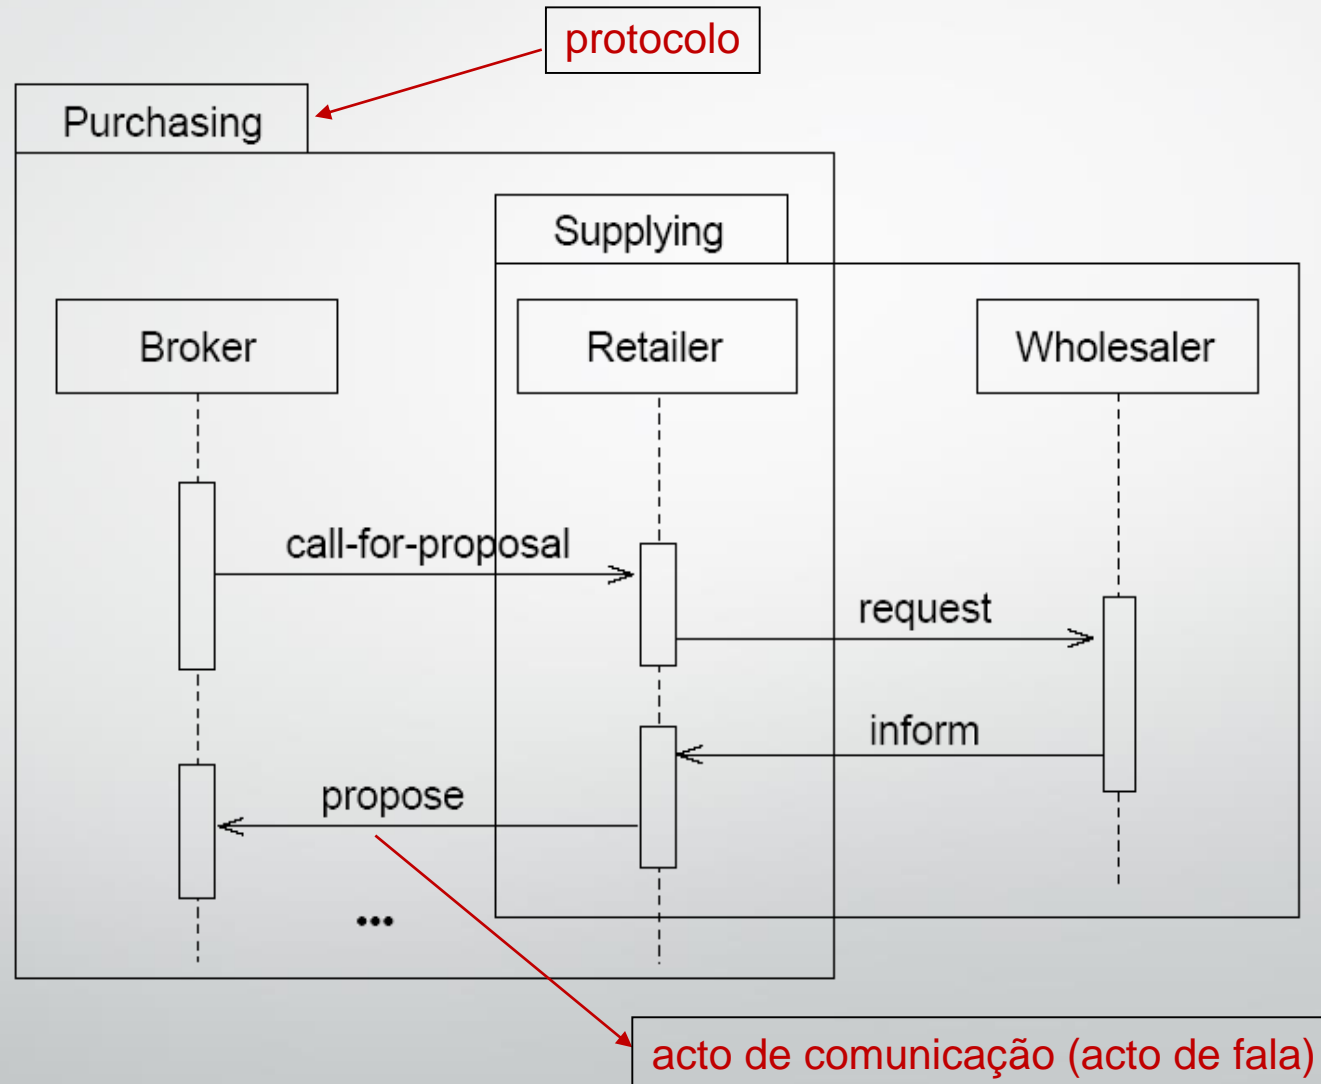 protocolo
Purchasing
Supplying
Broker
Retailer
Wholesaler
call-for-proposal
request
inform
propose
...
acto de comunicação (acto de fala)